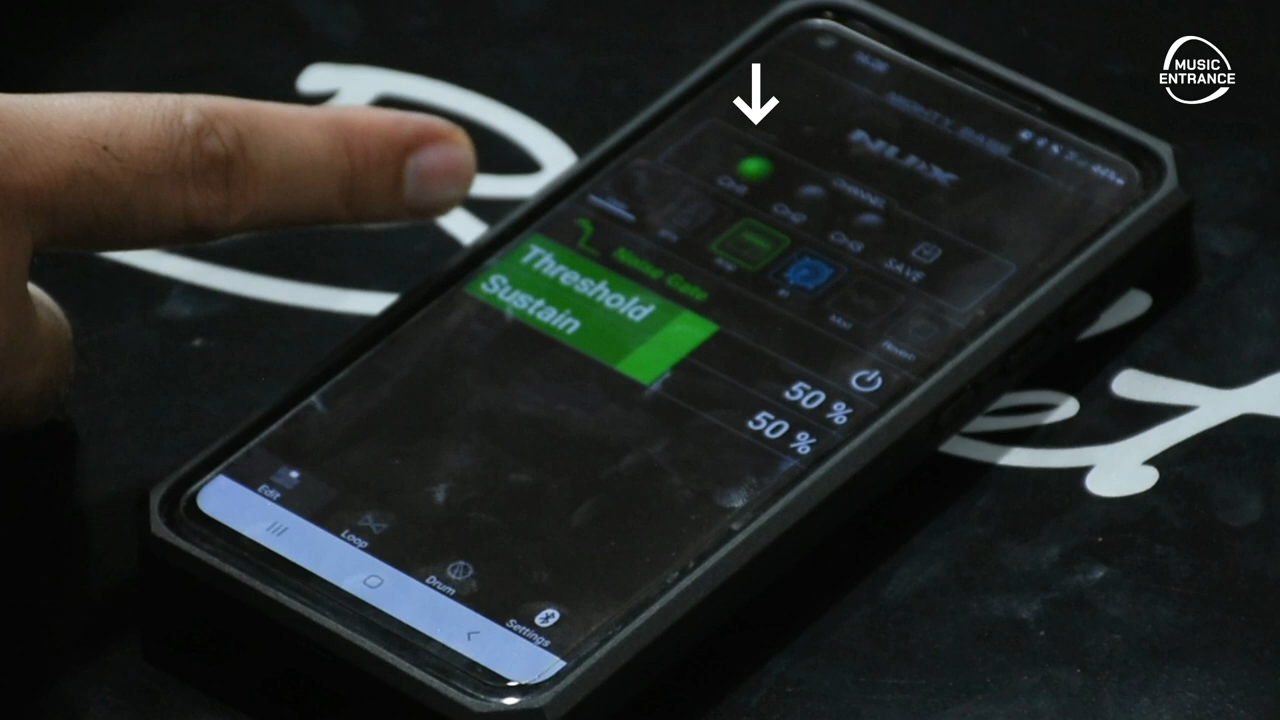 MUSIC
ENTRANCE
NUX
CHANNEL
CH1
CH2
CH3
SAVE
Noise Gate
Threshold
50 %
Sustain
50 %
Edit
Loop
Drum
Settings